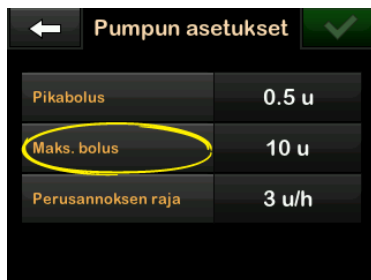 Pumpun asetukset
Pikabolus 0.5 u
Maks. bolus 10 u
Perusannoksen raja 3 u/h